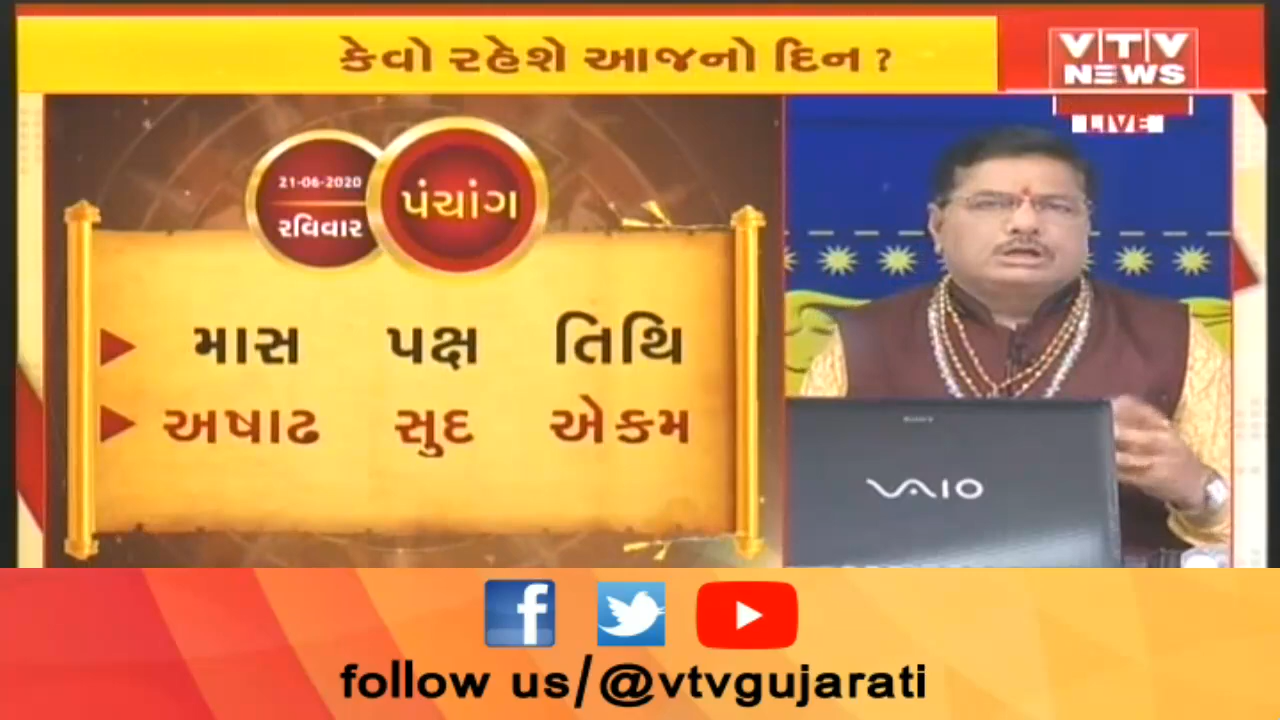 કેવો રહેશે આજનો દિન ?
VTV
NEWS
LIVE
21-06-2020
રવિવાર
પંચાંગ
માસ પક્ષ તિથિ
અષાઢ સુદ એકમ
SONY
VAIO
follow us/@vtvgujarati